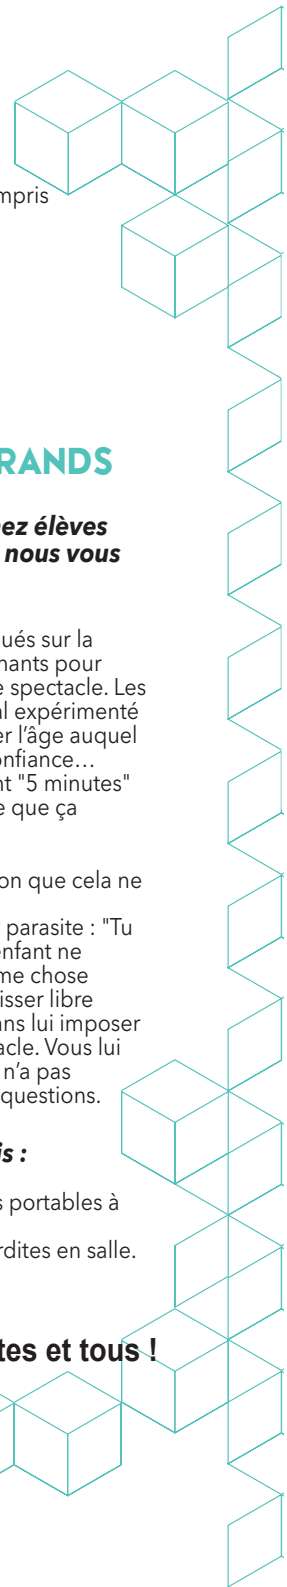 mpris
RANDS
nez élèves
nous vous
ués sur la
nants pour
e spectacle. Les
al expérimenté
er l'âge auquel
onfiance…
nt "5 minutes"
e que ça
on que cela ne
parasite : "Tu
enfant ne
me chose
isser libre
ans lui imposer
acle. Vous lui
n'a pas
questions.
is :
s portables à
rdites en salle.
tes et tous !